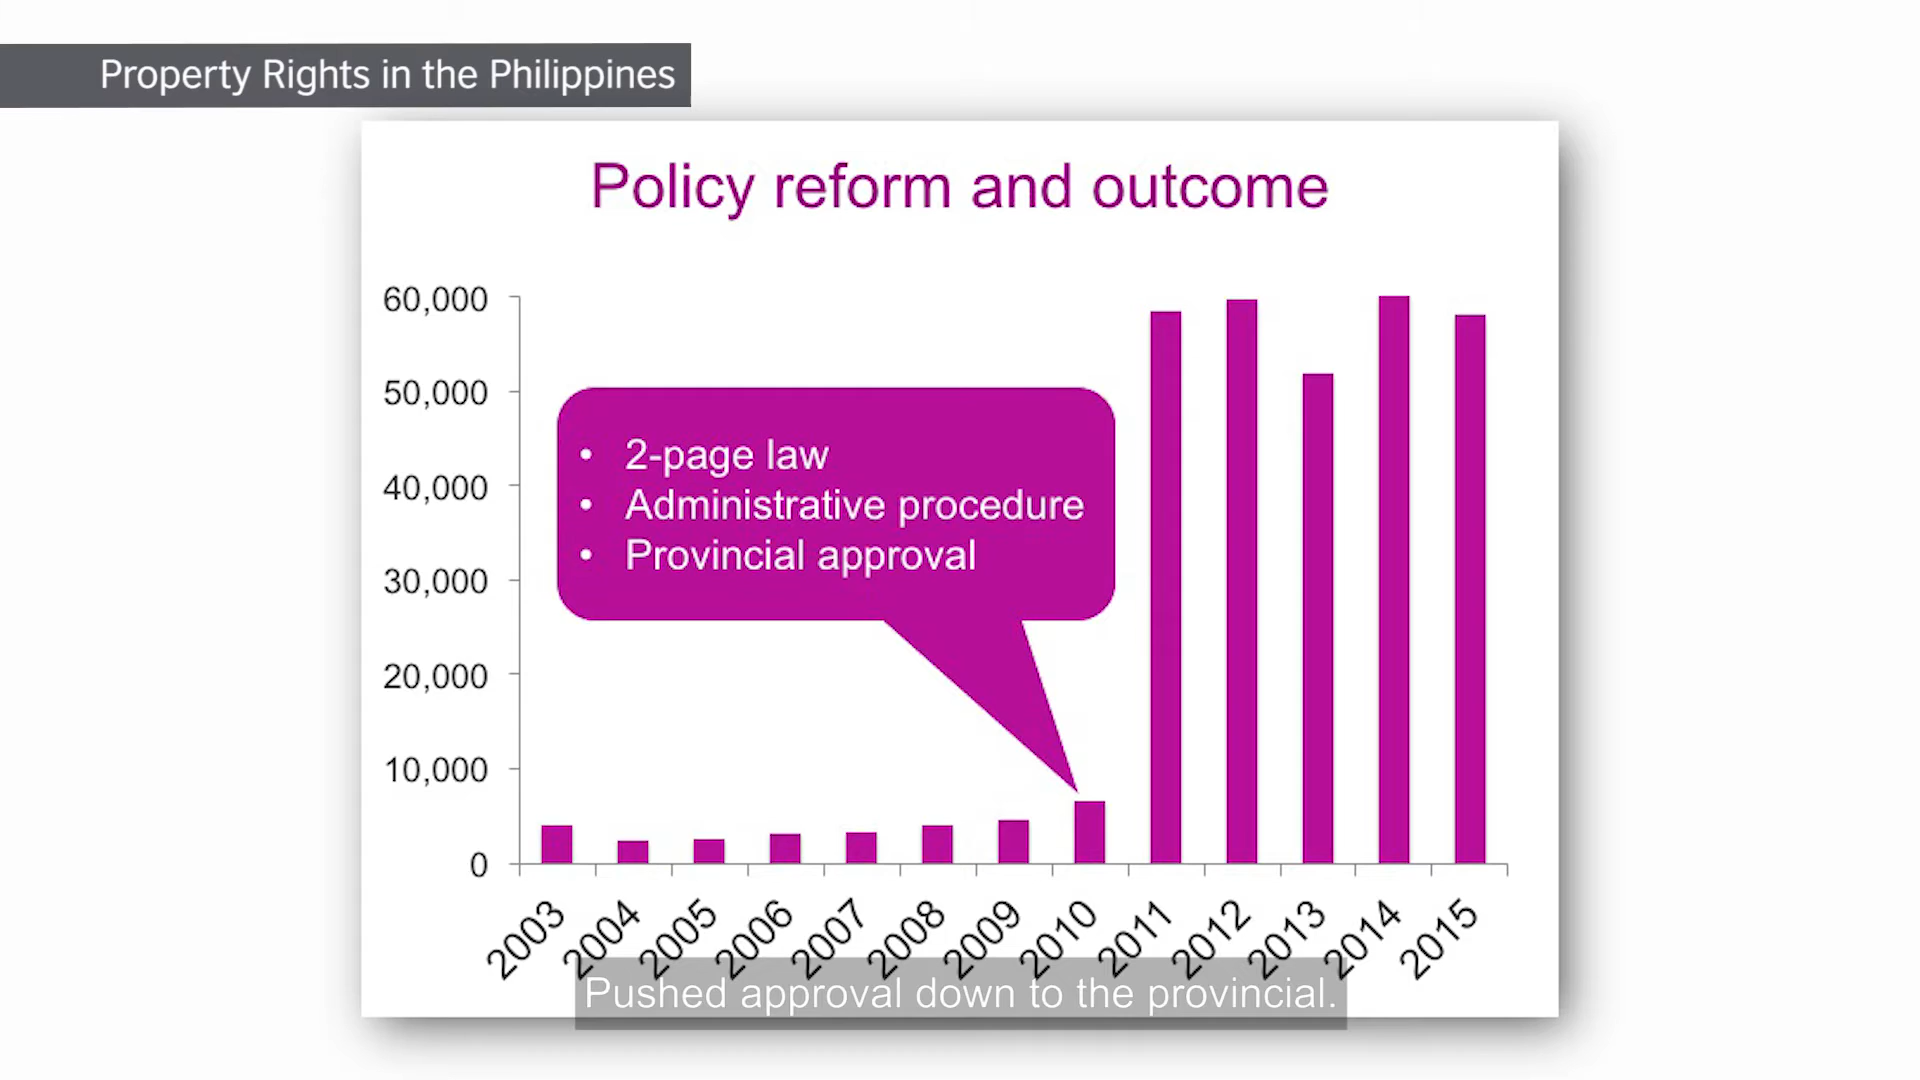 Property Rights in the Philippines
Policy reform and outcome
60,000
50,000
40,000
30,000
20,000
10,000
0
• 2-page law
• Administrative procedure
• Provincial approval
2003 2004 2005 2006 2007 2008 2009 2010 2011 2012 2013 2014 2015
Pushed approval down to the provincial.